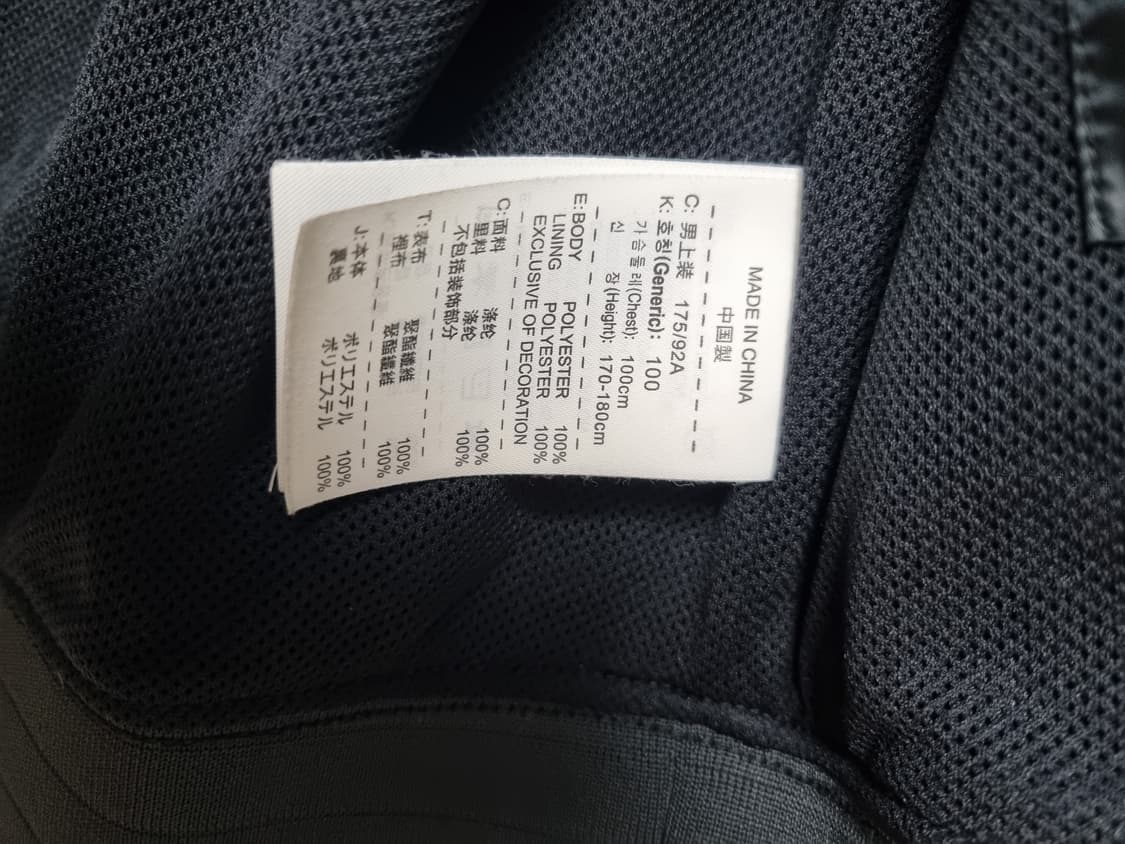 MADE IN CHINA
中国製
C: 男上装 175/92A
K: 호칭(Generic): 100
가슴둘레(Chest): 100cm
신 장(Height): 170-180cm
E: BODY POLYESTER 100%
LINING POLYESTER 100%
EXCLUSIVE OF DECORATION
C: 面料 涤纶 100%
里料 涤纶 100%
不包括装饰部分
T: 表布 聚酯纖維 100%
裡布 聚酯纖維 100%
J: 本体 ポリエステル 100%
裏地 ポリエステル 100%